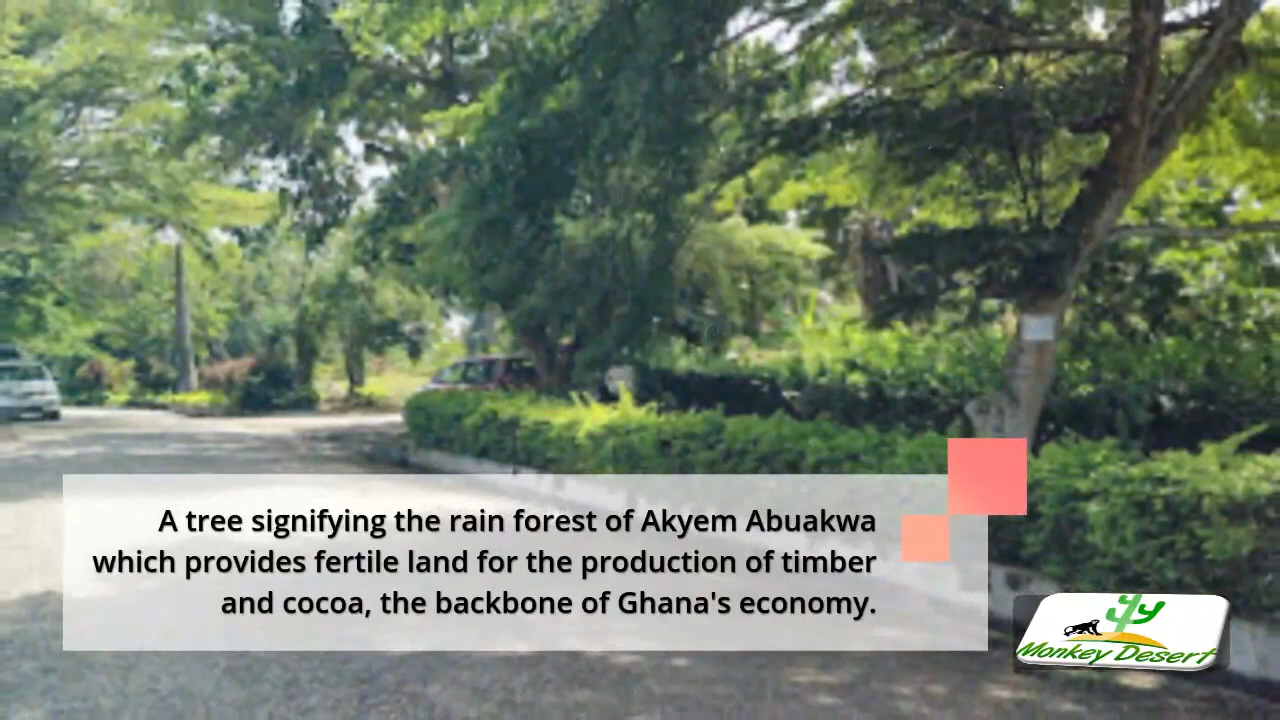 A tree signifying the rain forest of Akyem Abuakwa
which provides fertile land for the production of timber
and cocoa, the backbone of Ghana's economy.
Monkey Desert